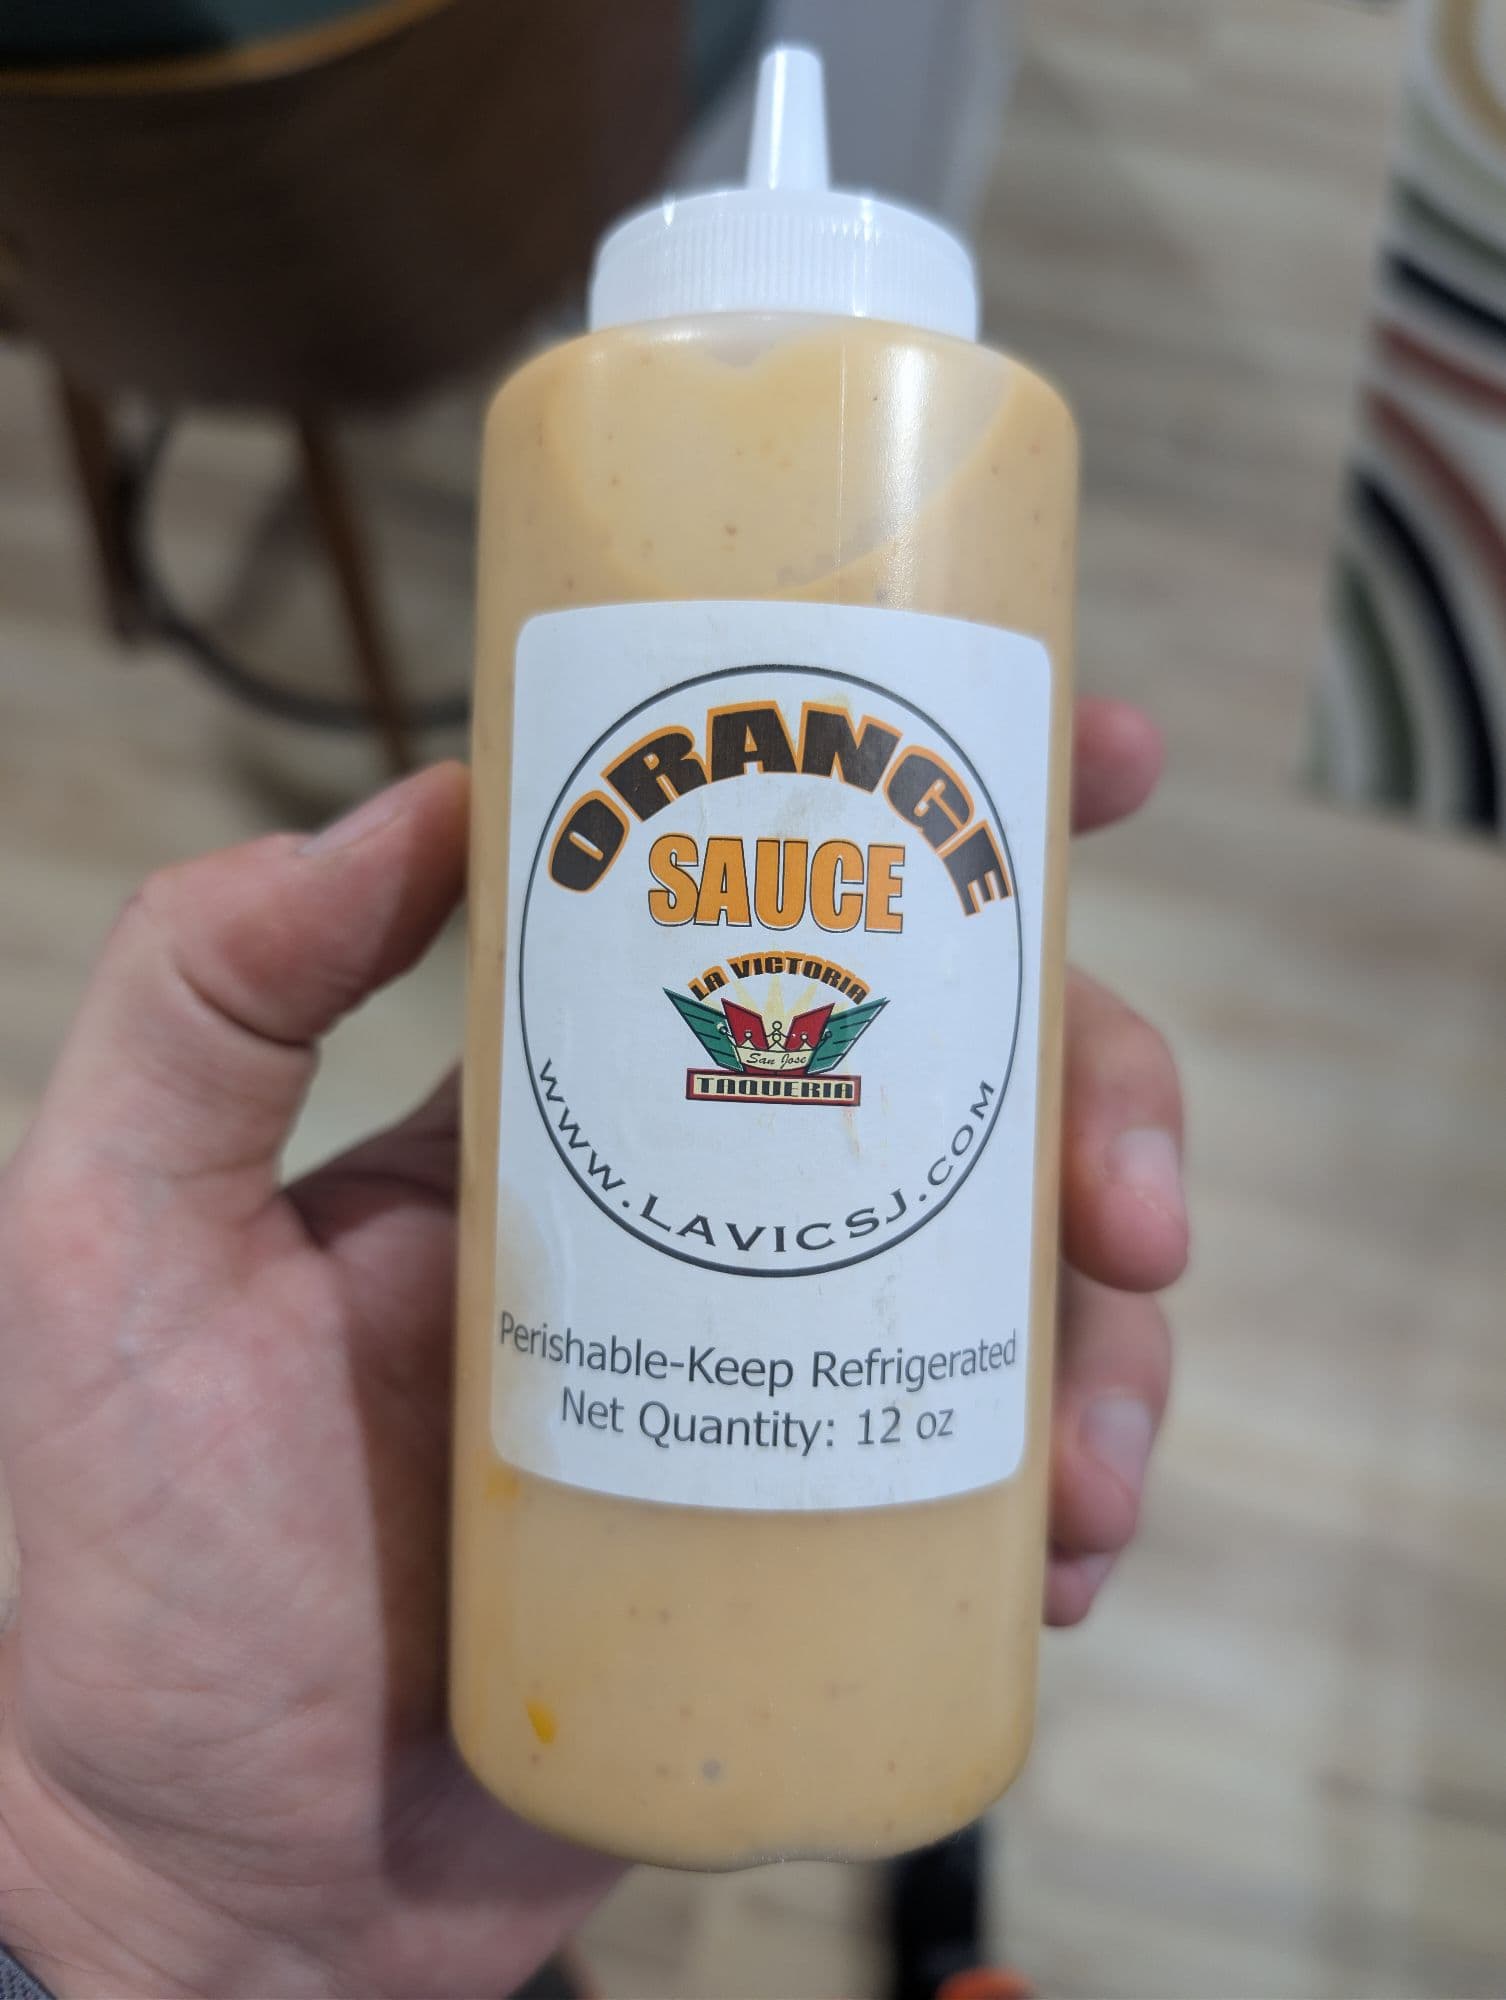 ORANGE
SAUCE
LA VICTORIA
San Jose
TAQUERIA
WWW.LAVICSJ.COM
Perishable-Keep Refrigerated
Net Quantity: 12 oz